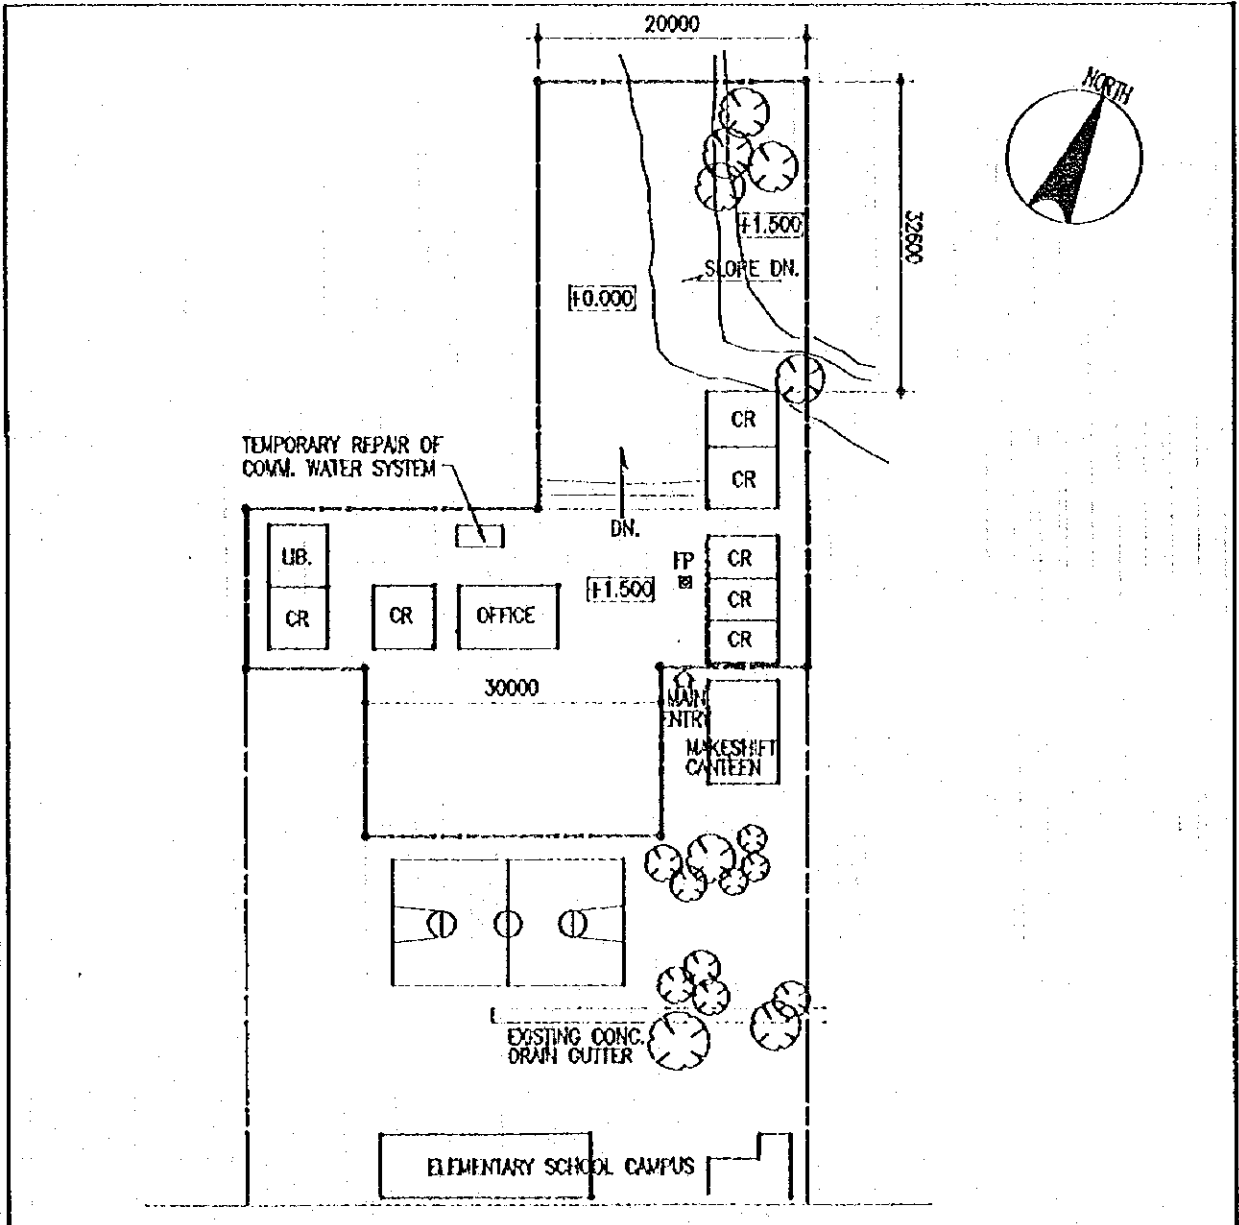 20000
NORTH
32600
+1.500
SLOPE DN.
+0.000
CR
TEMPORARY REPAIR OF
COMM. WATER SYSTEM
CR
DN.
LIB.
FP
CR
+1.500
CR
CR
OFFICE
CR
CR
30000
MAIN
ENTRY
MAKESHIFT
CANTEEN
EXISTING CONC.
DRAIN GUTTER
ELEMENTARY SCHOOL CAMPUS